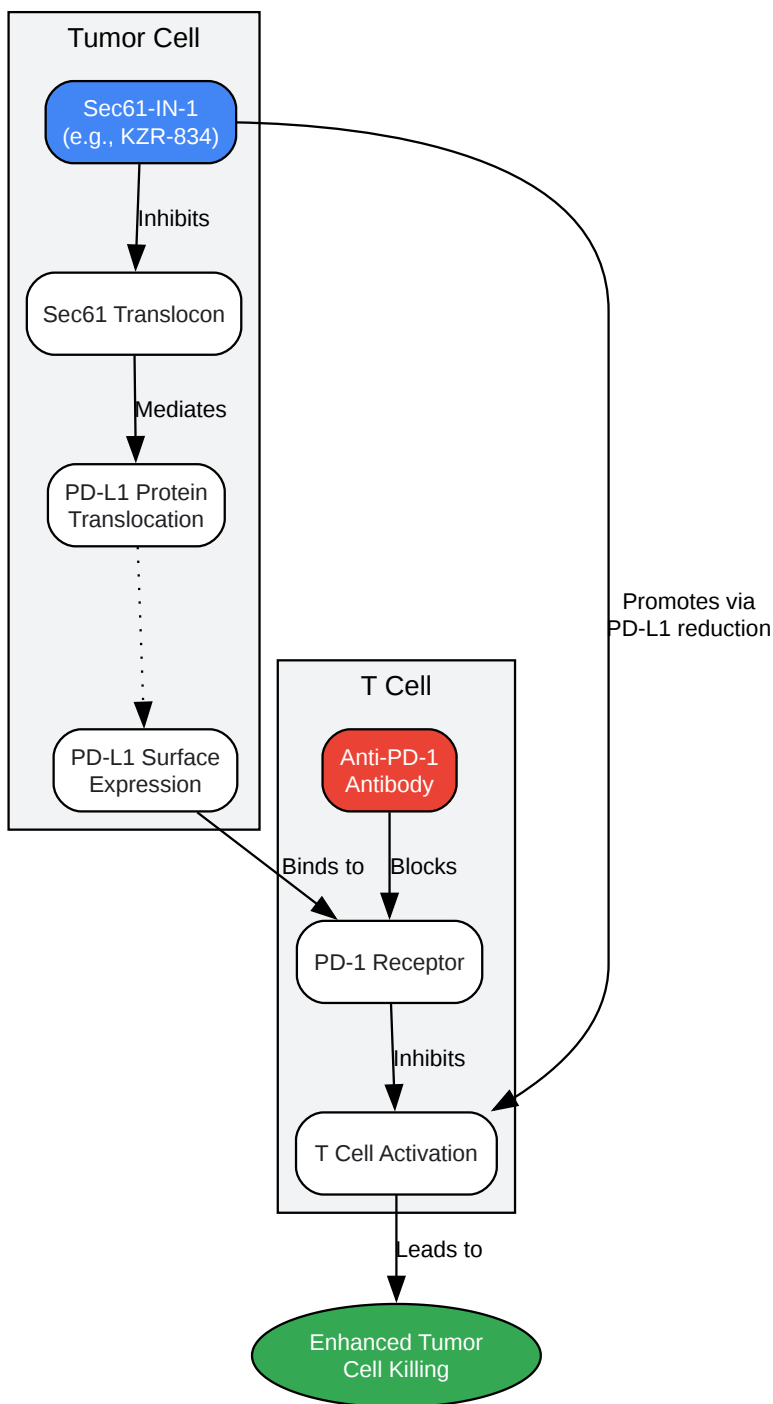 Tumor Cell
Sec61-IN-1
(e.g., KZR-834)
Inhibits
Sec61 Translocon
Mediates
PD-L1 Protein
Translocation
Promotes via
PD-L1 reduction
T Cell
PD-L1 Surface
Expression
Anti-PD-1
Antibody
Binds to
Blocks
PD-1 Receptor
Inhibits
T Cell Activation
Leads to
Enhanced Tumor
Cell Killing